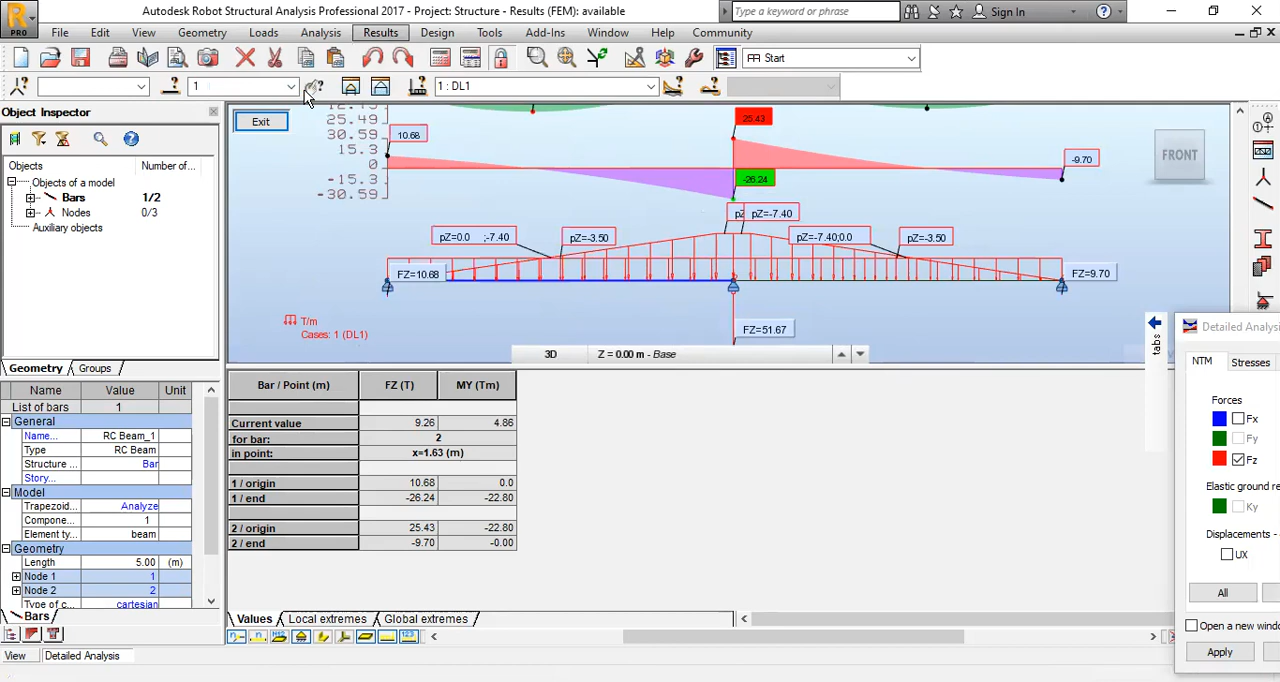 Autodesk Robot Structural Analysis Professional 2017 - Project: Structure - Results (FEM): available
Type a keyword or phrase
Sign In
PRO
File Edit View Geometry Loads Analysis Results Design Tools Add-Ins Window Help Community
Start
1
1 : DL1
Object Inspector
Objects
Number of...
Objects of a model
Bars 1/2
Nodes 0/3
Auxiliary objects
Geometry Groups
Name Value Unit
List of bars 1
General
Name... RC Beam_1
Type RC Beam
Structure ... Bar
Story...
Model
Trapezoid... Analyze
Compone... 1
Element ty... beam
Geometry
Length 5.00 (m)
Node 1 1
Node 2 2
Type of c... cartesian
Bars
View Detailed Analysis
Exit
12.45
25.49
30.59
15.3
0
-15.3
-30.59
10.68
25.43
-26.24
-9.70
FRONT
pZ pZ=-7.40
pZ=0.0 ;-7.40
pZ=-3.50
pZ=-7.40;0.0
pZ=-3.50
FZ=10.68
FZ=9.70
FZ=51.67
T/m
Cases: 1 (DL1)
3D
Z = 0.00 m - Base
tabs
Bar / Point (m) FZ (T) MY (Tm)
Current value 9.26 4.86
for bar: 2
in point: x=1.63 (m)
1 / origin 10.68 0.0
1 / end -26.24 -22.80
2 / origin 25.43 -22.80
2 / end -9.70 -0.00
Values Local extremes Global extremes
Detailed Analysi
NTM Stresses
Forces
Fx
Fy
Fz
Elastic ground re
Ky
Displacements -
UX
All
Open a new windo
Apply